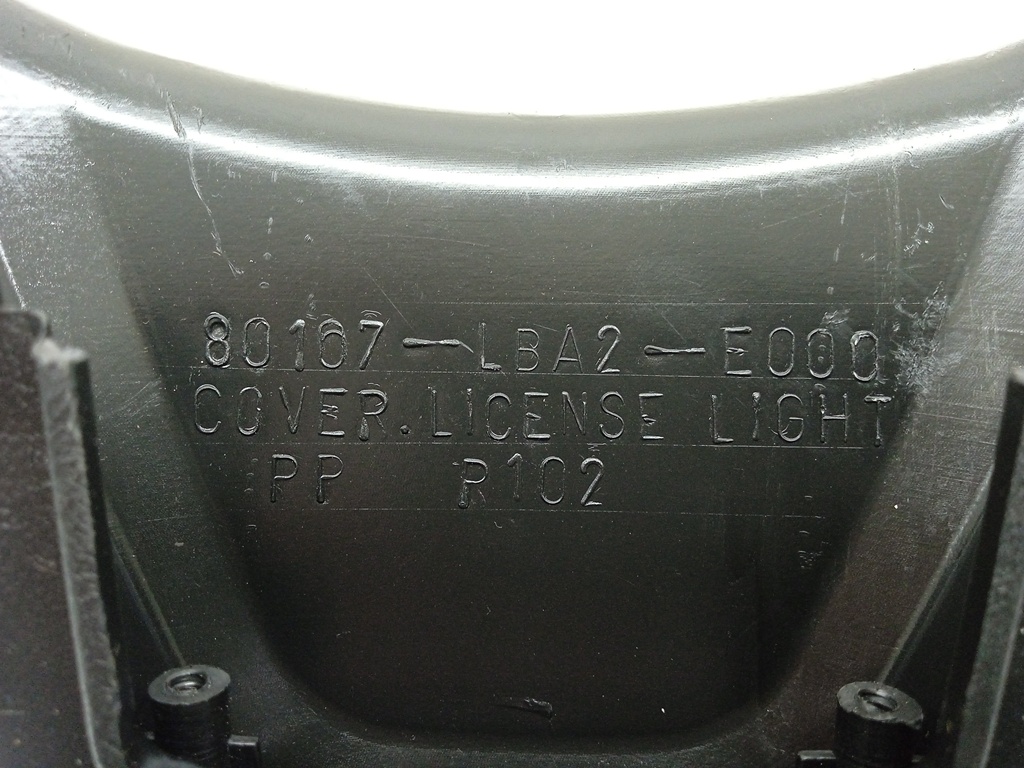 80167-LBA2-E000
COVER.LICENSE LIGHT
PP R102